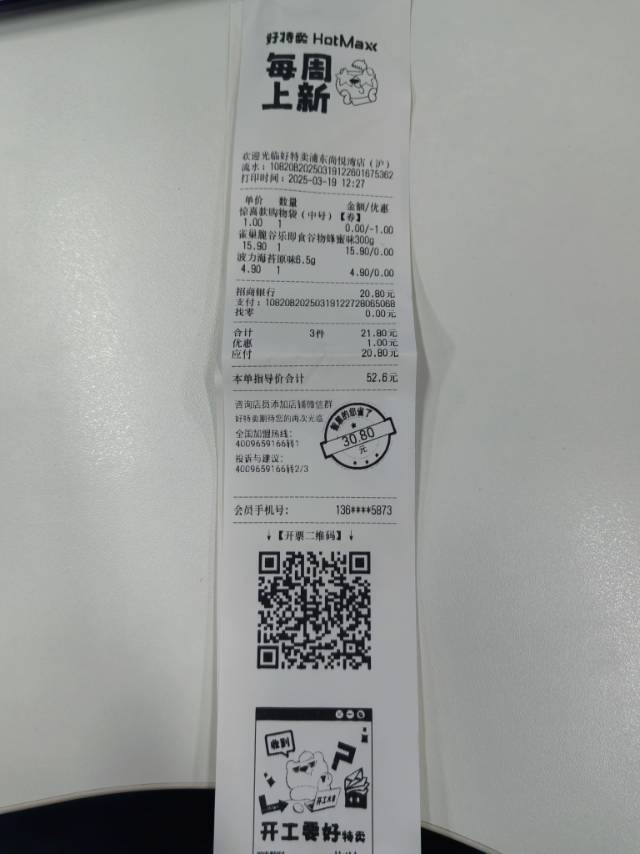 好特卖 HotMaxx
每周
上新
欢迎光临好特卖浦东尚悦湾店（沪）
流水：108208202503191226016753​62
打印时间：2025-03-19 12:27
单价 数量 金额/优惠
惊喜款购物袋（中号）【券】
1.00 1 0.00/-1.00
雀巢脆谷乐即食谷物蜂蜜味300g
15.90 1 15.90/0.00
波力海苔原味6.5g
4.90 1 4.90/0.00
招商银行 20.80元
支付：10820820250319122728065068
找零 0.00元
合计 3件 21.80元
优惠 1.00元
应付 20.80元
本单指导价合计 52.6元
咨询店员添加店铺微信群
好特卖期待您的再次光临
全国加盟热线：
4009659166转1
投诉与建议：
4009659166转2/3
30.80
元
会员手机号： 136****5873
↓【开票二维码】↓
收到
开工大吉
开工要好特卖